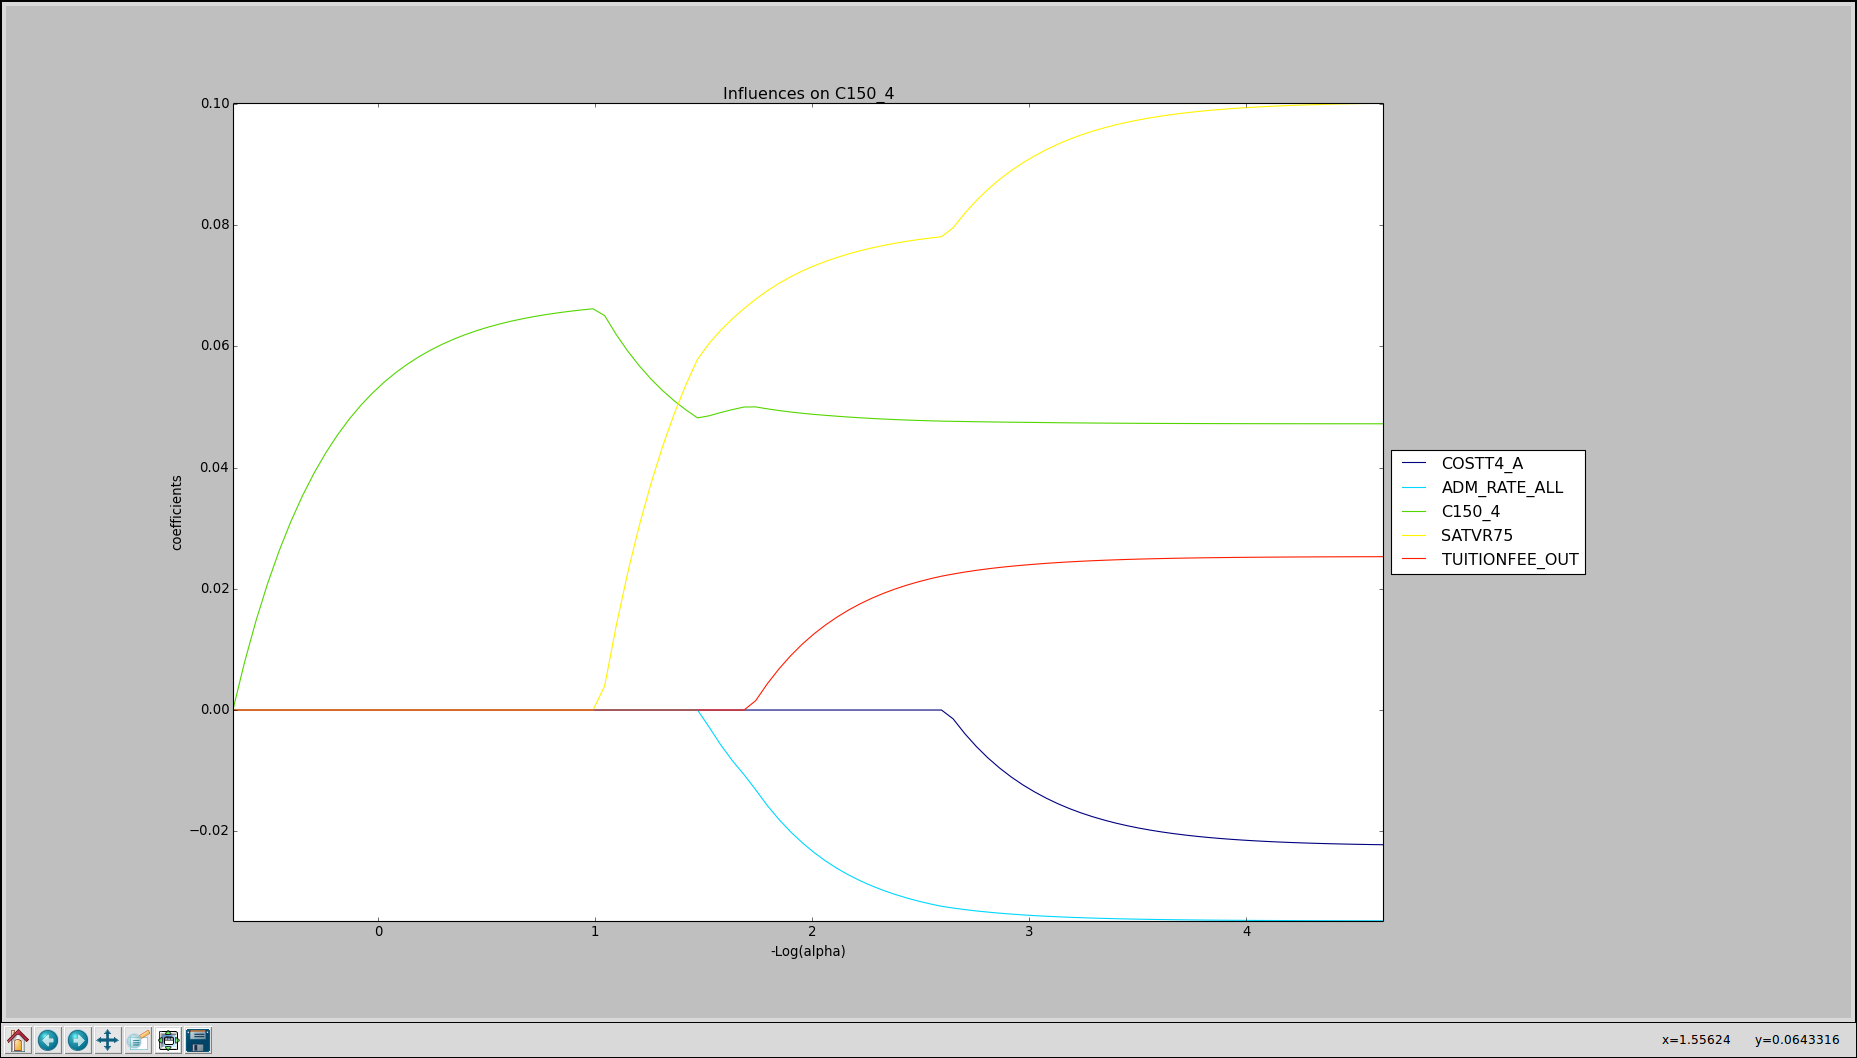 Influences on C150_4
0.10
0.08
0.06
0.04
0.02
0.00
−0.02
coefficients
0
1
2
3
4
-Log(alpha)
COSTT4_A
ADM_RATE_ALL
C150_4
SATVR75
TUITIONFEE_OUT
x=1.55624 y=0.0643316